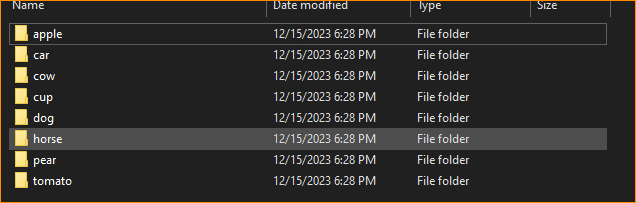 Name Date modified Type Size
apple 12/15/2023 6:28 PM File folder
car 12/15/2023 6:28 PM File folder
cow 12/15/2023 6:28 PM File folder
cup 12/15/2023 6:28 PM File folder
dog 12/15/2023 6:28 PM File folder
horse 12/15/2023 6:28 PM File folder
pear 12/15/2023 6:28 PM File folder
tomato 12/15/2023 6:28 PM File folder